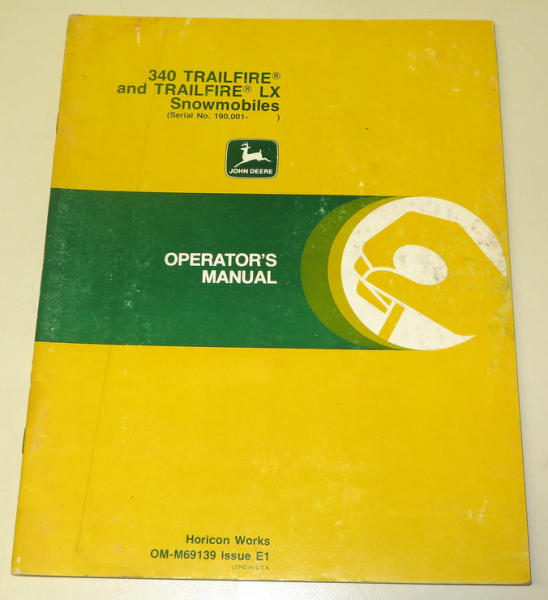 340 TRAILFIRE®
and TRAILFIRE® LX
Snowmobiles
(Serial No. 190,001-       )
JOHN DEERE
OPERATOR'S
MANUAL
Horicon Works
OM-M69139 Issue E1
LITHO IN U.S.A.